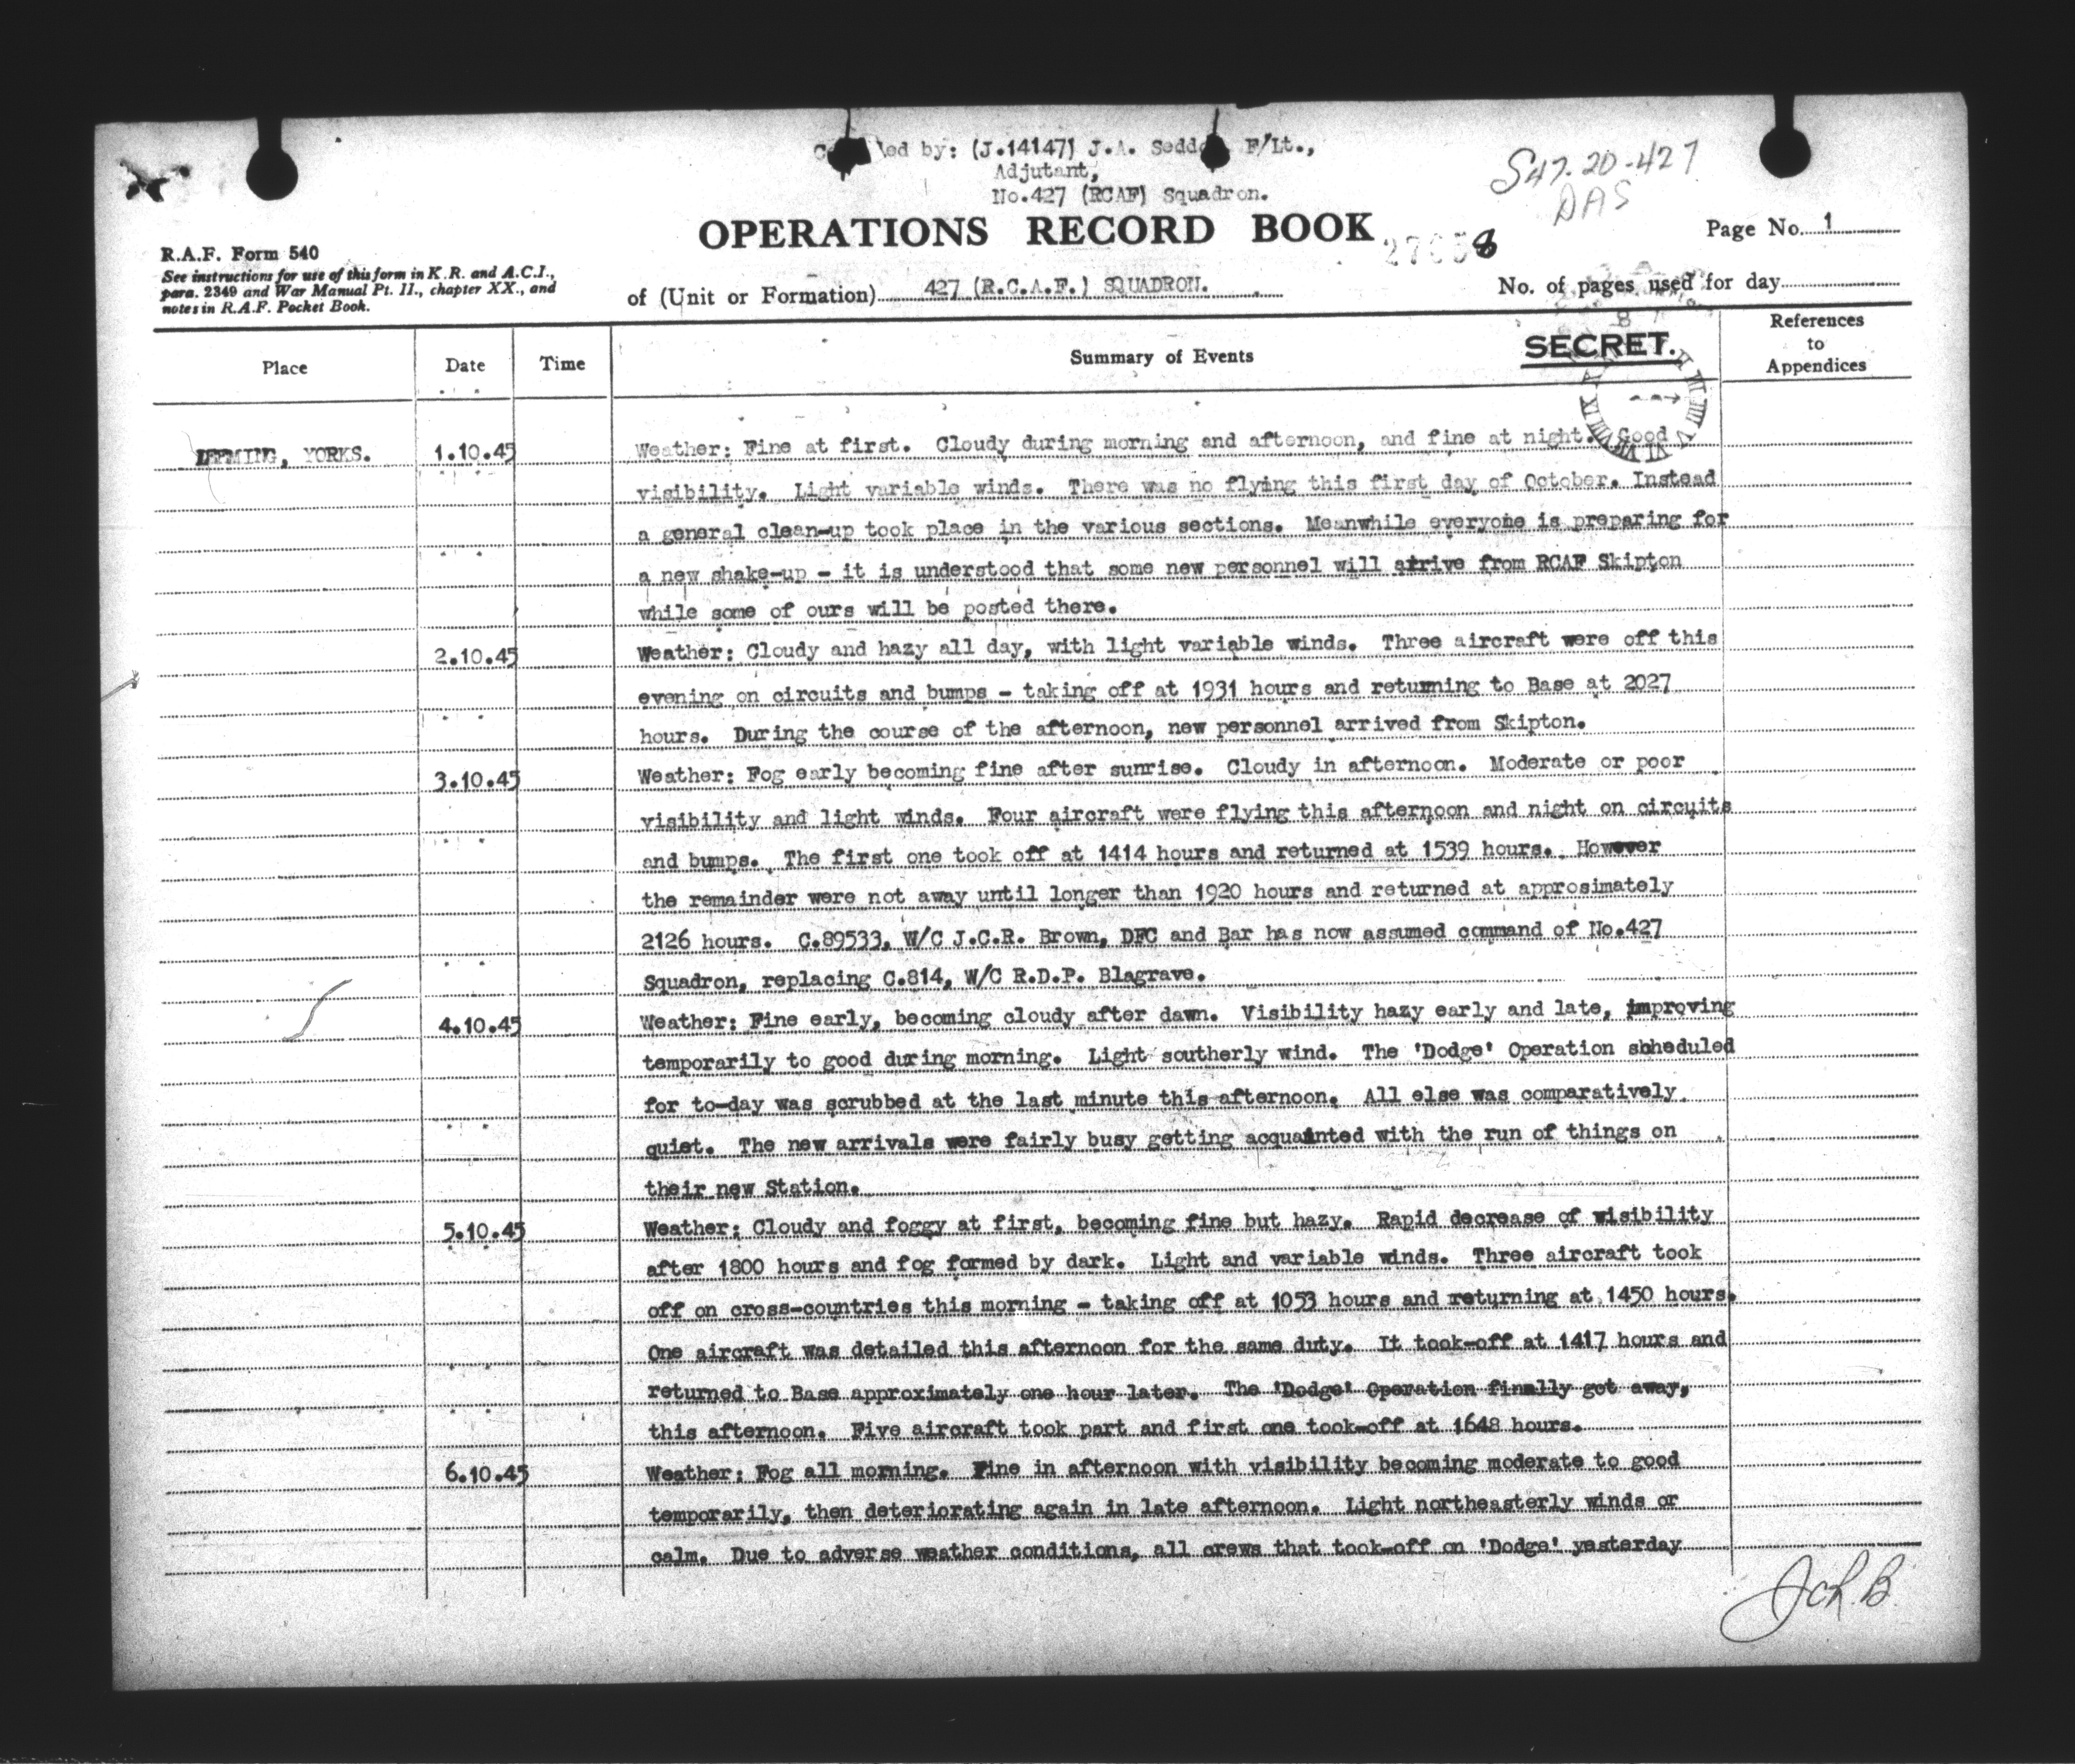 by: (J.14147) J.A. Seddon F/Lt.,
Adjutant,
No.427 (RCAF) Squadron.
S47.20-427
DAS
OPERATIONS RECORD BOOK
Page No. 1
R.A.F. Form 540
See instructions for use of this form in K.R. and A.C.I.,
para. 2349 and War Manual Pt. 11., chapter XX., and
notes in R.A.F. Pocket Book.
of (Unit or Formation) 427 (R.C.A.F.) SQUADRON.
No. of pages used for day
SECRET.
Place
Date
Time
Summary of Events
References
to
Appendices
LEEMING, YORKS.
1.10.45
Weather: Fine at first. Cloudy during morning and afternoon, and fine at night. Good
visibility. Light variable winds. There was no flying this first day of October. Instead
a general clean-up took place in the various sections. Meanwhile everyone is preparing for
a new shake-up - it is understood that some new personnel will arrive from RCAF Skipton
while some of ours will be posted there.
2.10.45
Weather: Cloudy and hazy all day, with light variable winds. Three aircraft were off this
evening on circuits and bumps - taking off at 1931 hours and returning to Base at 2027
hours. During the course of the afternoon, new personnel arrived from Skipton.
3.10.45
Weather: Fog early becoming fine after sunrise. Cloudy in afternoon. Moderate or poor
visibility and light winds. Four aircraft were flying this afternoon and night on circuits
and bumps. The first one took off at 1414 hours and returned at 1539 hours. However
the remainder were not away until longer than 1920 hours and returned at approsimately
2126 hours. C.89533, W/C J.C.R. Brown, DFC and Bar has now assumed command of No.427
Squadron, replacing C.814, W/C R.D.P. Blagrave.
4.10.45
Weather: Fine early, becoming cloudy after dawn. Visibility hazy early and late, improving
temporarily to good during morning. Light southerly wind. The 'Dodge' Operation sbheduled
for to-day was scrubbed at the last minute this afternoon. All else was comparatively
quiet. The new arrivals were fairly busy getting acquainted with the run of things on
their new Station.
5.10.45
Weather: Cloudy and foggy at first, becoming fine but hazy. Rapid decrease of visibility
after 1800 hours and fog formed by dark. Light and variable winds. Three aircraft took
off on cross-countries this morning - taking off at 1053 hours and returning at 1450 hours.
One aircraft was detailed this afternoon for the same duty. It took-off at 1417 hours and
returned to Base approximately one hour later. The 'Dodge' Operation finally got away,
this afternoon. Five aircraft took part and first one took-off at 1648 hours.
6.10.45
Weather: Fog all morning. Fine in afternoon with visibility becoming moderate to good
temporarily, then deteriorating again in late afternoon. Light northeasterly winds or
calm. Due to adverse weather conditions, all crews that took-off on 'Dodge' yesterday
JCR.B.